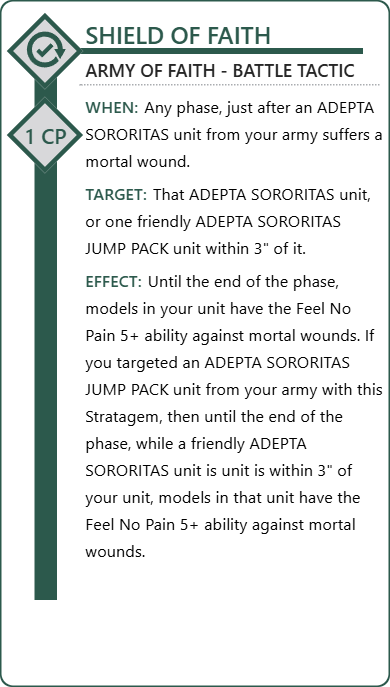 SHIELD OF FAITH
ARMY OF FAITH - BATTLE TACTIC
WHEN: Any phase, just after an ADEPTA
SORORITAS unit from your army suffers a
mortal wound.
1 CP
TARGET: That ADEPTA SORORITAS unit,
or one friendly ADEPTA SORORITAS
JUMP PACK unit within 3" of it.
EFFECT: Until the end of the phase,
models in your unit have the Feel No
Pain 5+ ability against mortal wounds. If
you targeted an ADEPTA SORORITAS
JUMP PACK unit from your army with this
Stratagem, then until the end of the
phase, while a friendly ADEPTA
SORORITAS unit is unit is within 3" of
your unit, models in that unit have the
Feel No Pain 5+ ability against mortal
wounds.